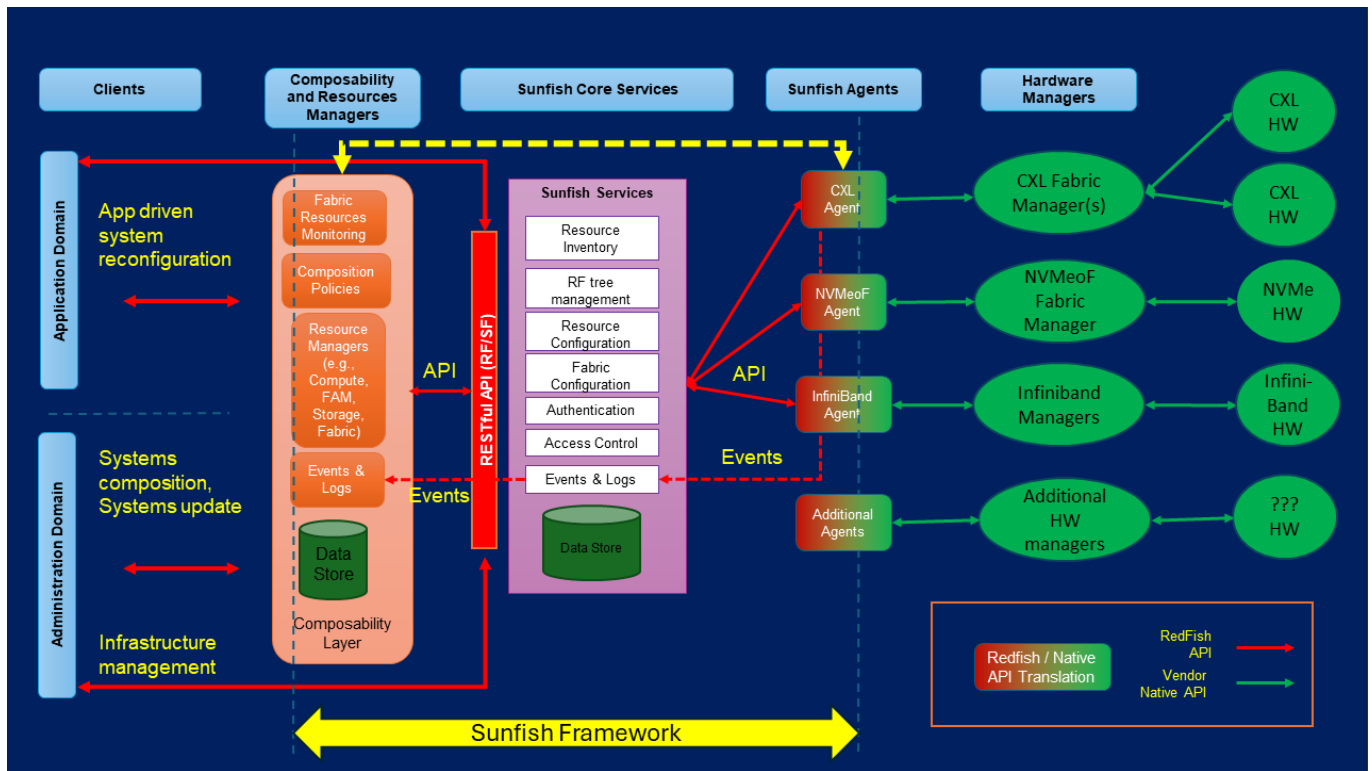 Clients
Composability
and Resources
Managers
Sunfish Core Services
Sunfish Agents
Hardware
Managers
Application Domain
App driven
system
reconfiguration
Administration Domain
Systems
composition,
Systems update
Infrastructure
management
Fabric
Resources
Monitoring
Composition
Policies
Resource
Managers
(e.g.,
Compute,
FAM,
Storage,
Fabric)
Events &
Logs
Data
Store
Composability
Layer
API
Events
RESTful API (RF/SF)
Sunfish Services
Resource
Inventory
RF tree
management
Resource
Configuration
Fabric
Configuration
Authentication
Access Control
Events & Logs
Data Store
API
Events
CXL
Agent
NVMeoF
Agent
InfiniBand
Agent
Additional
Agents
CXL Fabric
Manager(s)
NVMeoF
Fabric
Manager
Infiniband
Managers
Additional
HW
managers
CXL
HW
CXL
HW
NVMe
HW
Infini-
Band
HW
???
HW
Redfish / Native
API Translation
RedFish
API
Vendor
Native API
Sunfish Framework